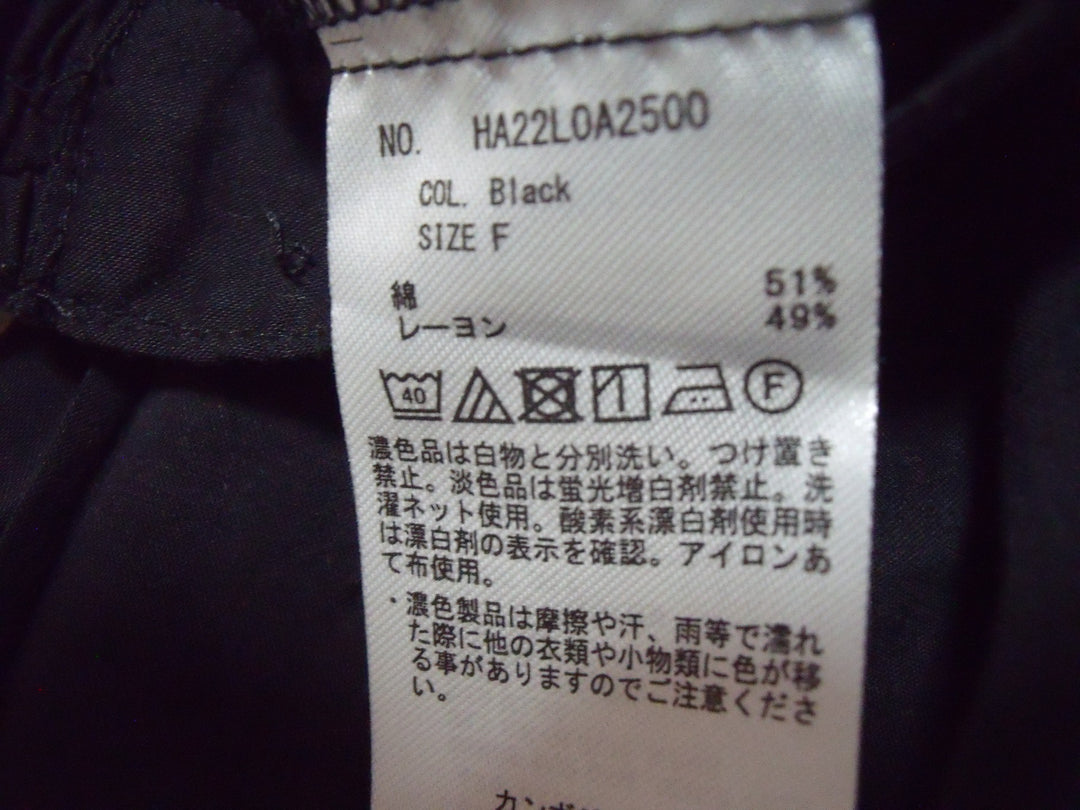 NO. HA22L0A2500
COL. Black
SIZE F
綿 51%
レーヨン 49%
40
F
濃色品は白物と分別洗い。つけ置き
禁止。淡色品は蛍光増白剤禁止。洗
濯ネット使用。酸素系漂白剤使用時
は漂白剤の表示を確認。アイロンあ
て布使用。
・濃色製品は摩擦や汗、雨等で濡れ
た際に他の衣類や小物類に色が移
る事がありますのでご注意くださ
い。